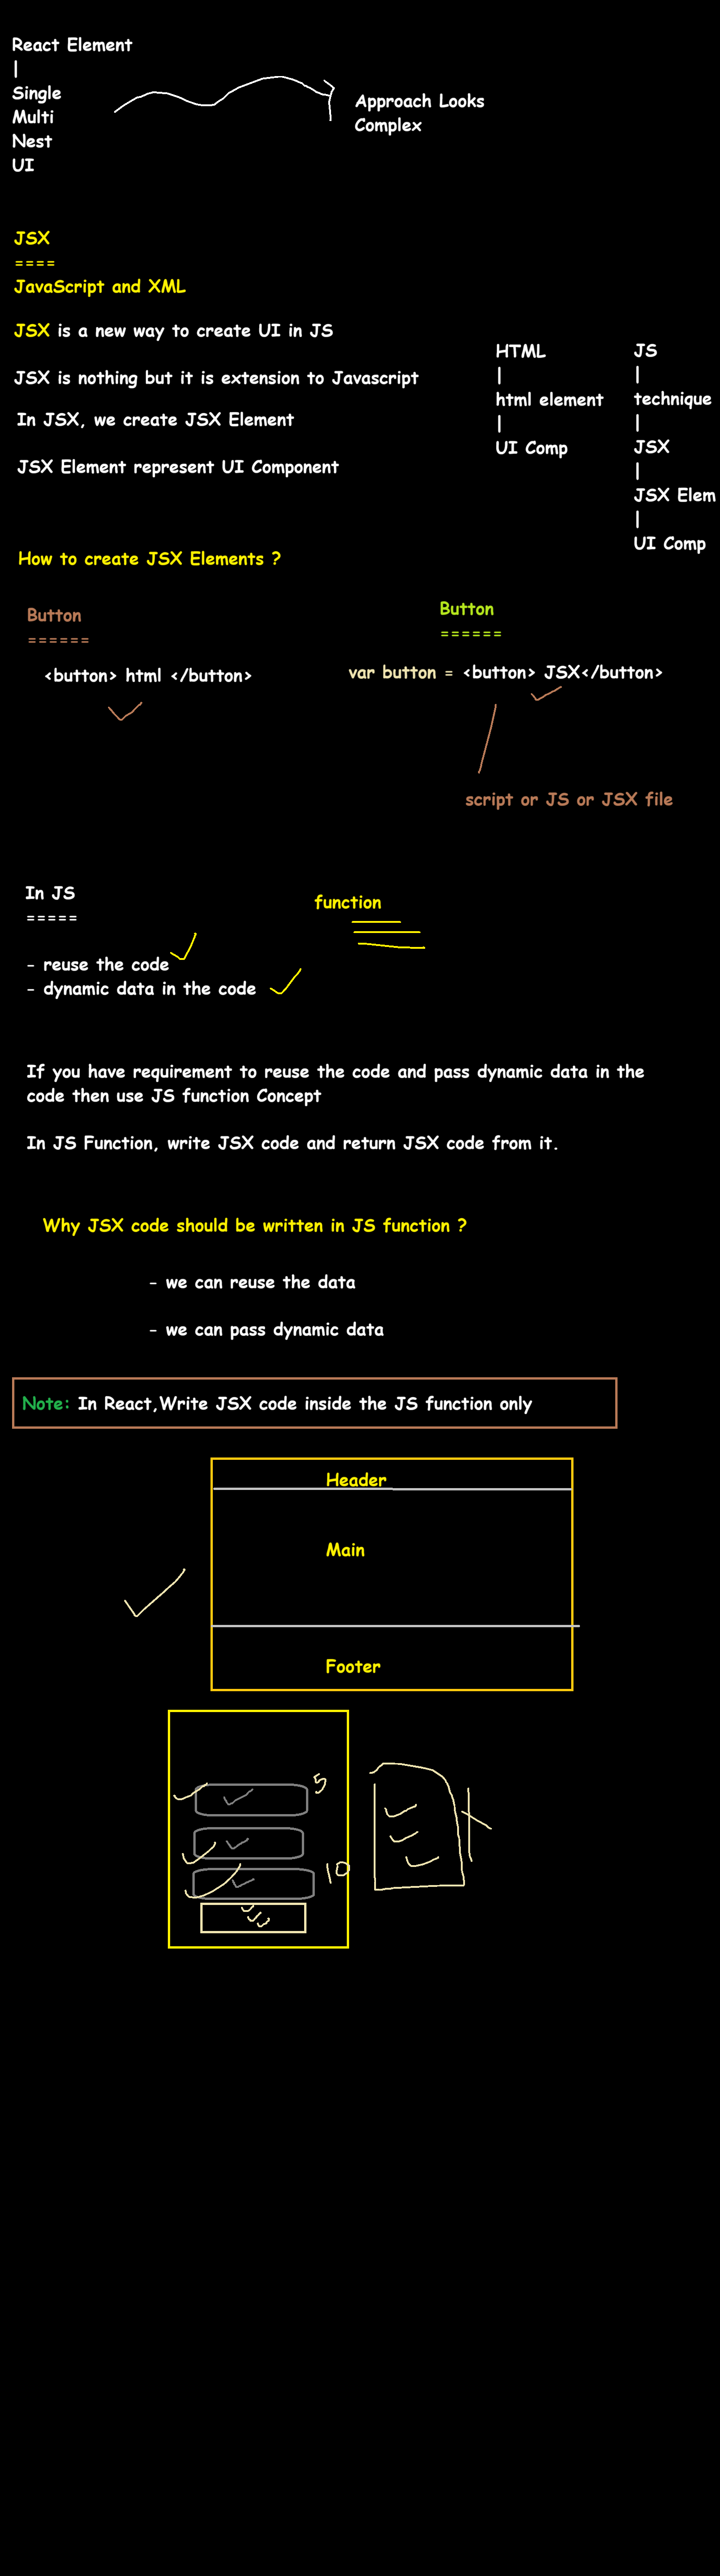 React Element
|
Single
Multi
Nest
UI
Approach Looks
Complex
JSX
====
JavaScript and XML
JSX is a new way to create UI in JS
JSX is nothing but it is extension to Javascript
In JSX, we create JSX Element
JSX Element represent UI Component
HTML
|
html element
|
UI Comp
JS
|
technique
|
JSX
|
JSX Elem
|
UI Comp
How to create JSX Elements ?
Button
======
<button> html </button>
Button
======
var button = <button> JSX</button>
script or JS or JSX file
In JS
=====
function
- reuse the code
- dynamic data in the code
If you have requirement to reuse the code and pass dynamic data in the
code then use JS function Concept
In JS Function, write JSX code and return JSX code from it.
Why JSX code should be written in JS function ?
- we can reuse the data
- we can pass dynamic data
Note: In React,Write JSX code inside the JS function only
Header
Main
Footer
5
10